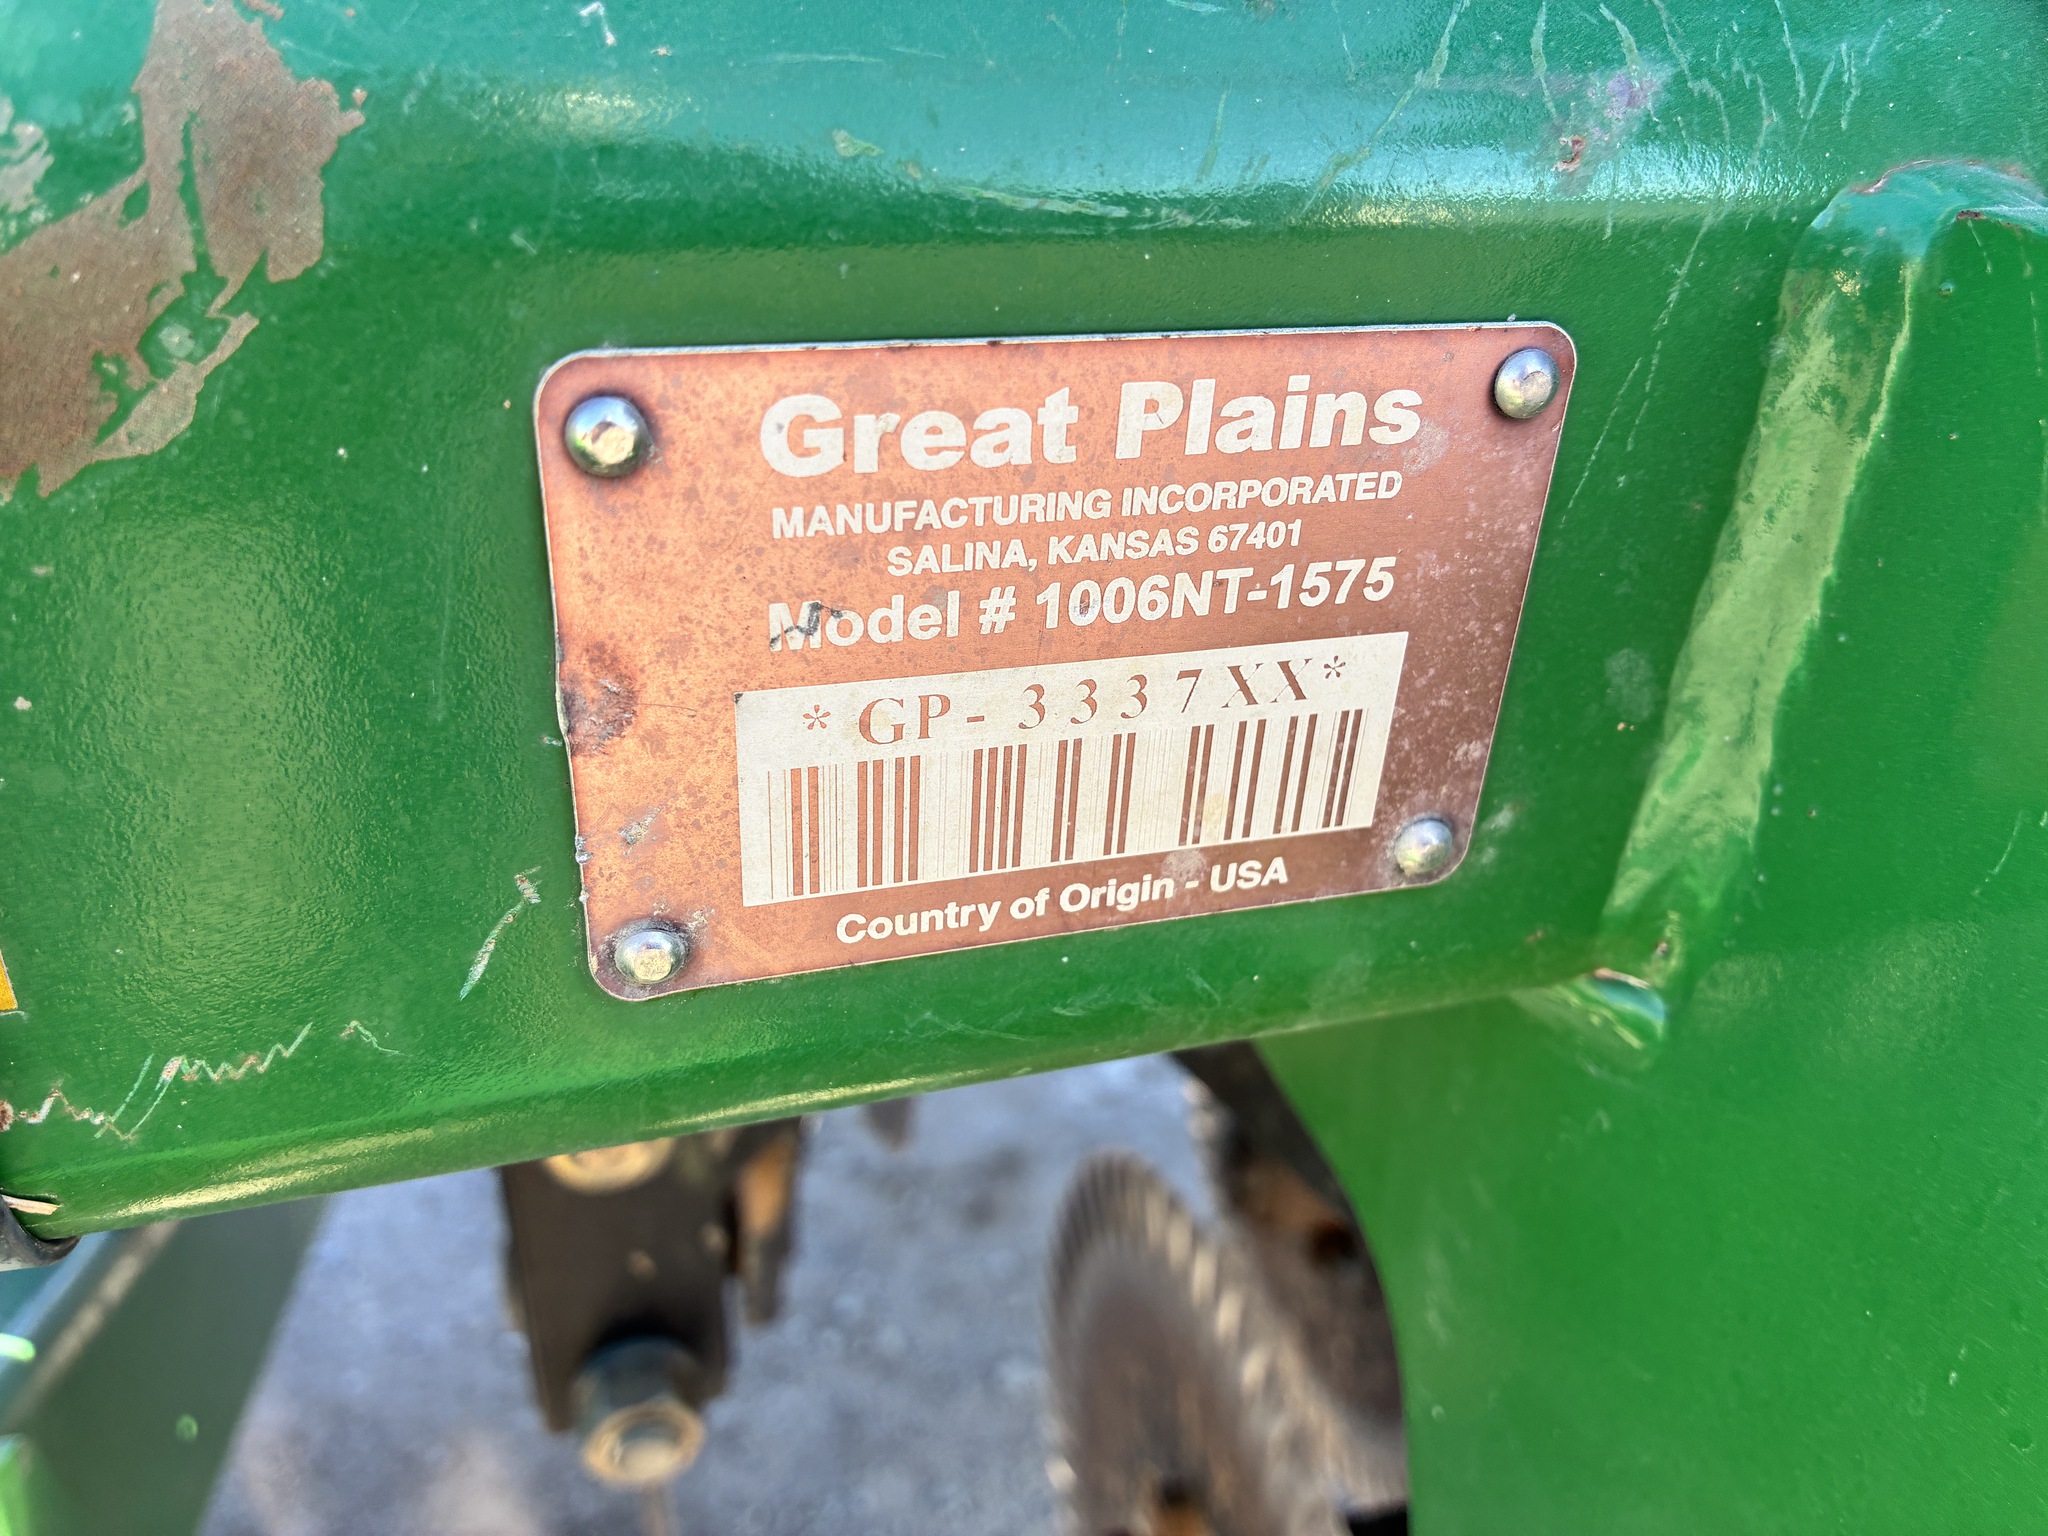 Great Plains
MANUFACTURING INCORPORATED
SALINA, KANSAS 67401
Model # 1006NT-1575
*GP-3337XX*
Country of Origin - USA